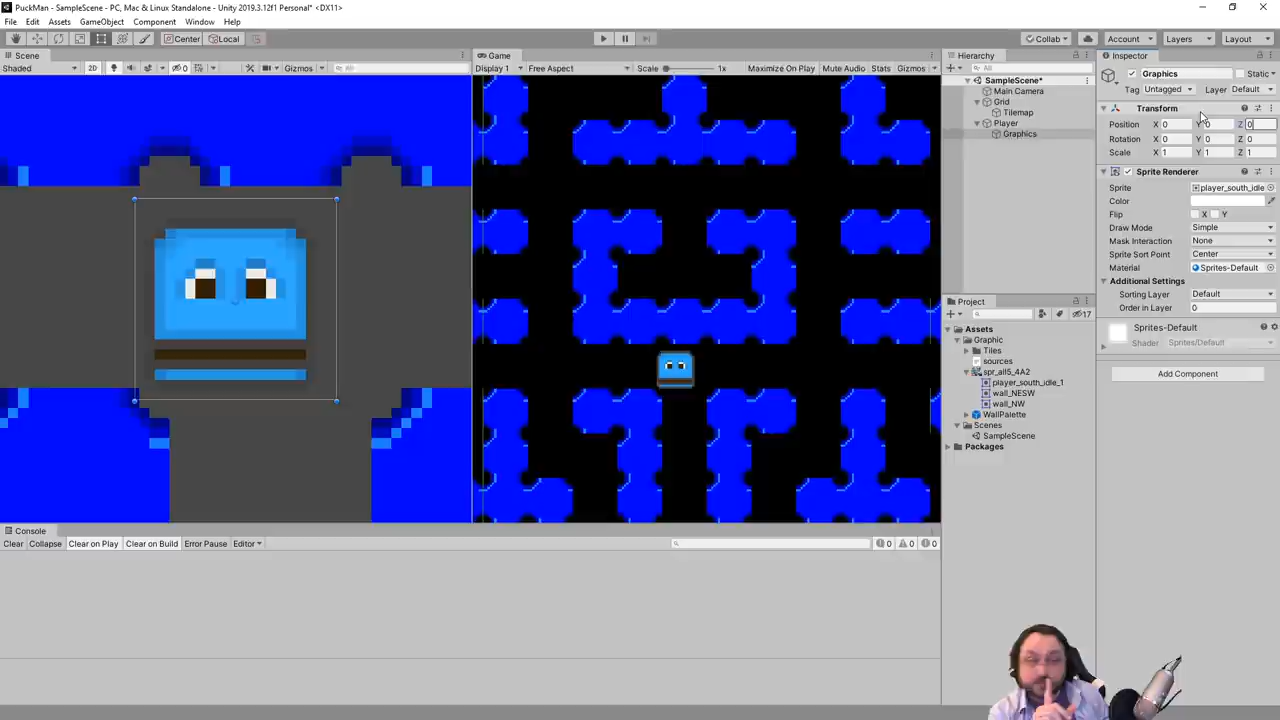 PuckMan - SampleScene - PC, Mac & Linux Standalone - Unity 2019.3.12f1 Personal* <DX11>
File Edit Assets GameObject Component Window Help
Center Local Collab Account Layers Layout
Scene
Shaded 2D 0 Gizmos All
Game
Display 1 Free Aspect Scale 1x Maximize On Play Mute Audio Stats Gizmos
Hierarchy
All
SampleScene*
Main Camera
Grid
Tilemap
Player
Graphics
Project
17
Assets
Graphic
Tiles
sources
spr_all5_4A2
player_south_idle_1
wall_NESW
wall_NW
WallPalette
Scenes
SampleScene
Packages
Inspector
Graphics Static
Tag Untagged Layer Default
Transform
Position X 0 Y 0 Z 0
Rotation X 0 Y 0 Z 0
Scale X 1 Y 1 Z 1
Sprite Renderer
Sprite player_south_idle
Color
Flip X Y
Draw Mode Simple
Mask Interaction None
Sprite Sort Point Center
Material Sprites-Default
Additional Settings
Sorting Layer Default
Order in Layer 0
Sprites-Default
Shader Sprites/Default
Add Component
Console
Clear Collapse Clear on Play Clear on Build Error Pause Editor 0 0 0